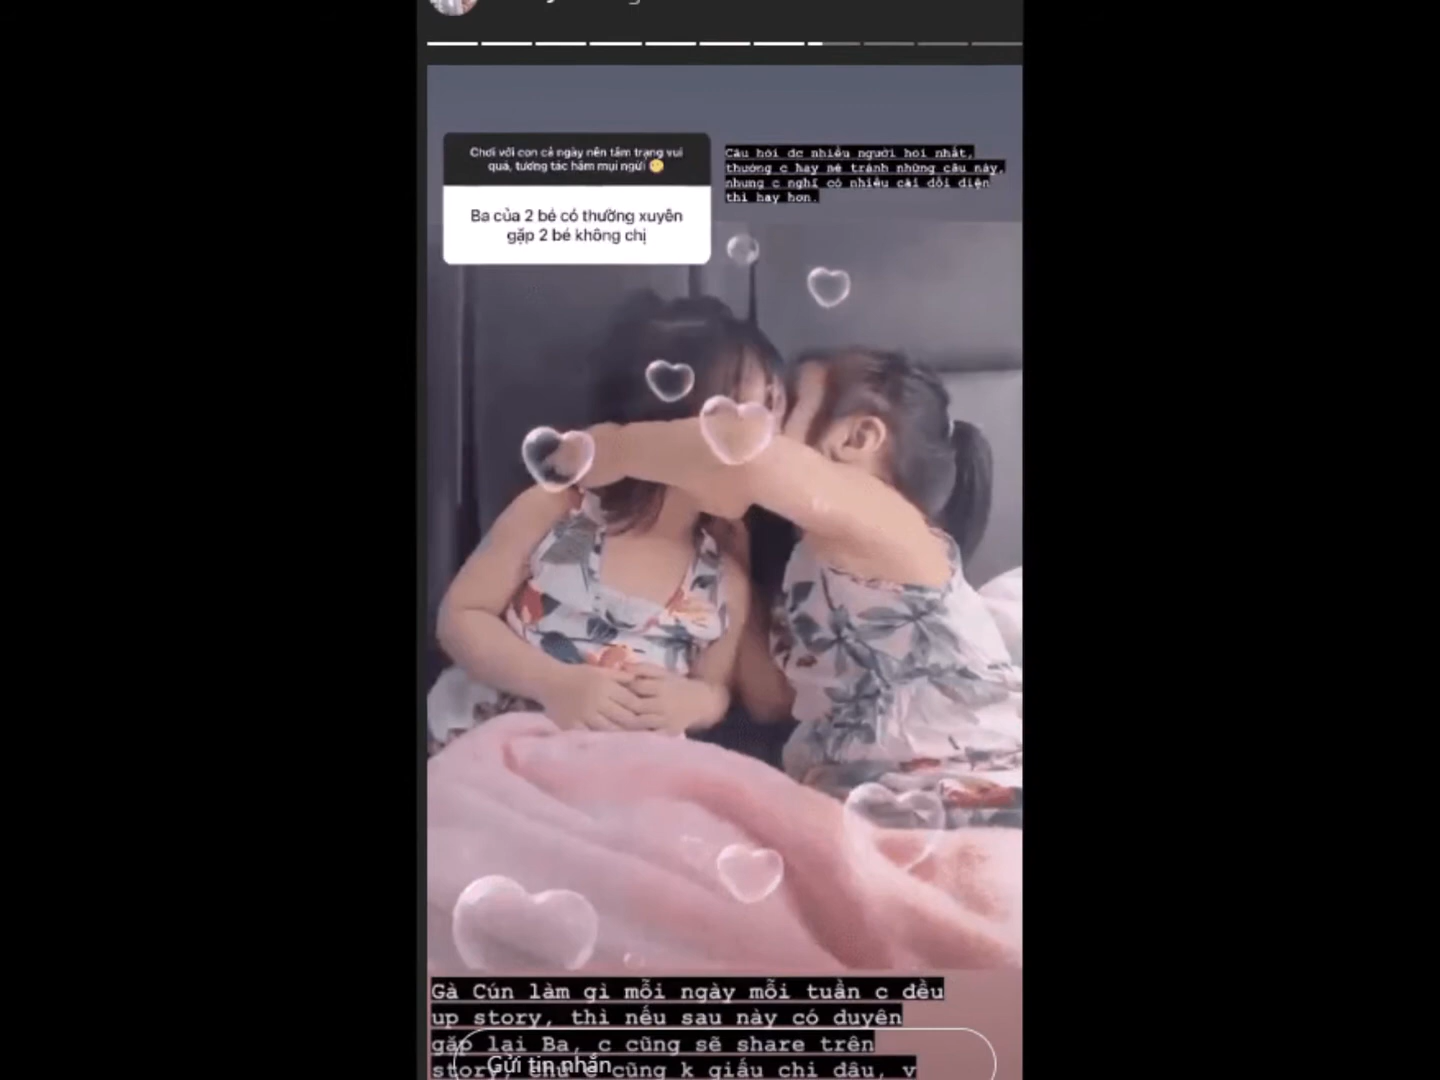 Chơi với con cả ngày nên tâm trạng vui
quá, tương tác hăm mụi ngừi
Ba của 2 bé có thường xuyên
gặp 2 bé không chị
Câu hỏi dc nhiều người hỏi nhất,
thường c hay né tránh những câu này,
nhưng c nghĩ có nhiều cái đối diện
thì hay hơn.
Gà Cún làm gì mỗi ngày mỗi tuần c đều
up story, thì nếu sau này có duyên
gặp lại Ba, c cũng sẽ share trên
story, chứ c cũng k giấu chi đâu, v
Gửi tin nhắn